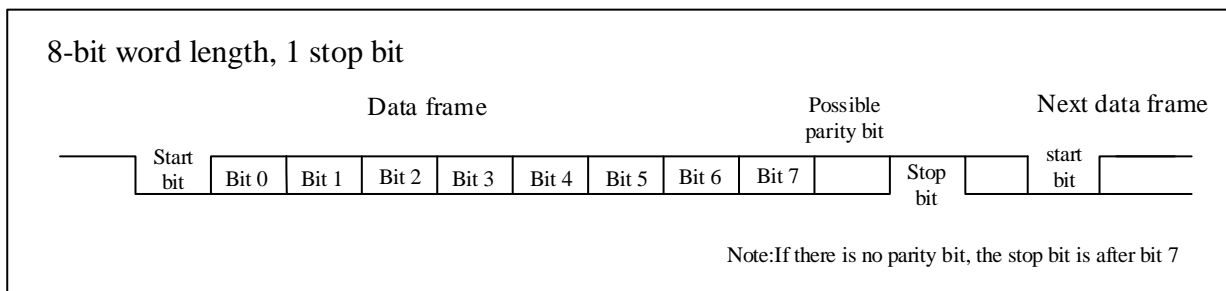 8-bit word length, 1 stop bit
Data frame
Possible
parity bit
Next data frame
Start
bit
Bit 0
Bit 1
Bit 2
Bit 3
Bit 4
Bit 5
Bit 6
Bit 7
Stop
bit
start
bit
Note:If there is no parity bit, the stop bit is after bit 7